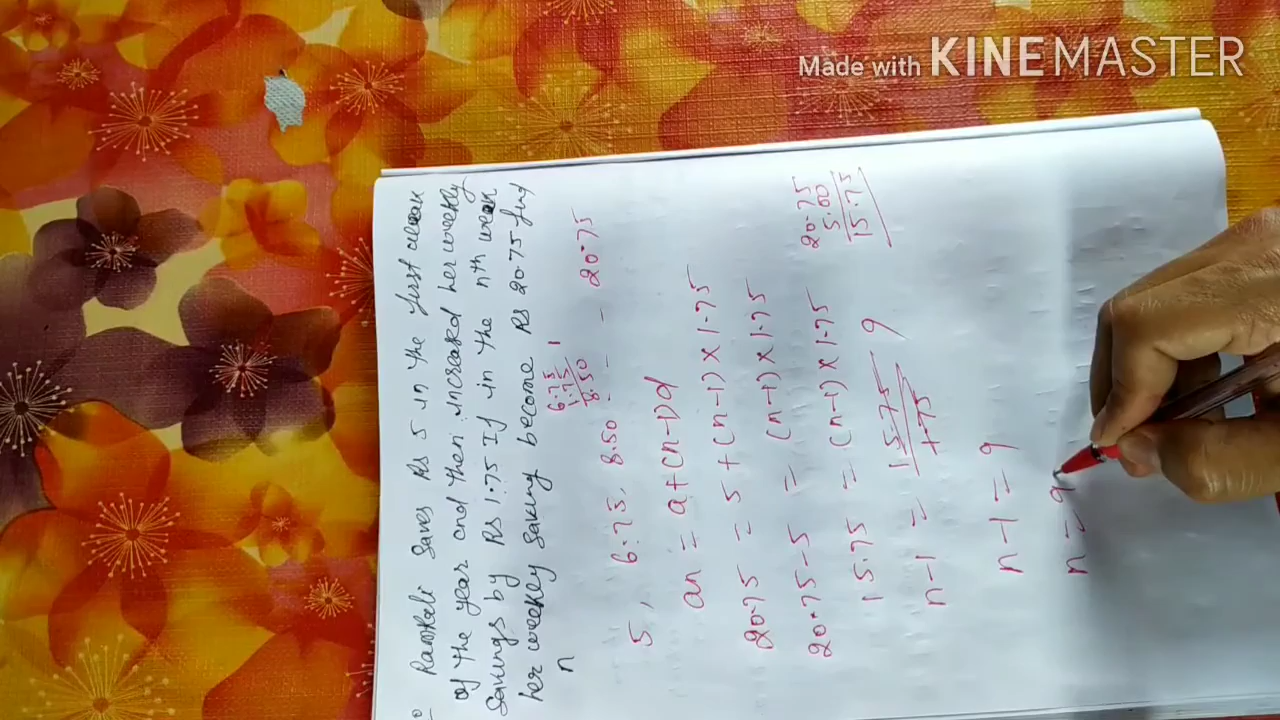 Made with KINEMASTER
Ramkali saves Rs 5 in the first week
of the year and then increased her weekly
savings by Rs 1.75 If in the nth week
her weekly saving become Rs 20.75 find
n
6.75
1.75
8.50
1
5, 6.75, 8.50 - - - 20.75
an = a+(n-1)d
20.75 = 5+(n-1)×1.75
20.75-5 = (n-1)×1.75
20.75
5.00
15.75
15.75 = (n-1)×1.75
n-1 = 15.75 9
1.75
n-1 = 9
n = 9